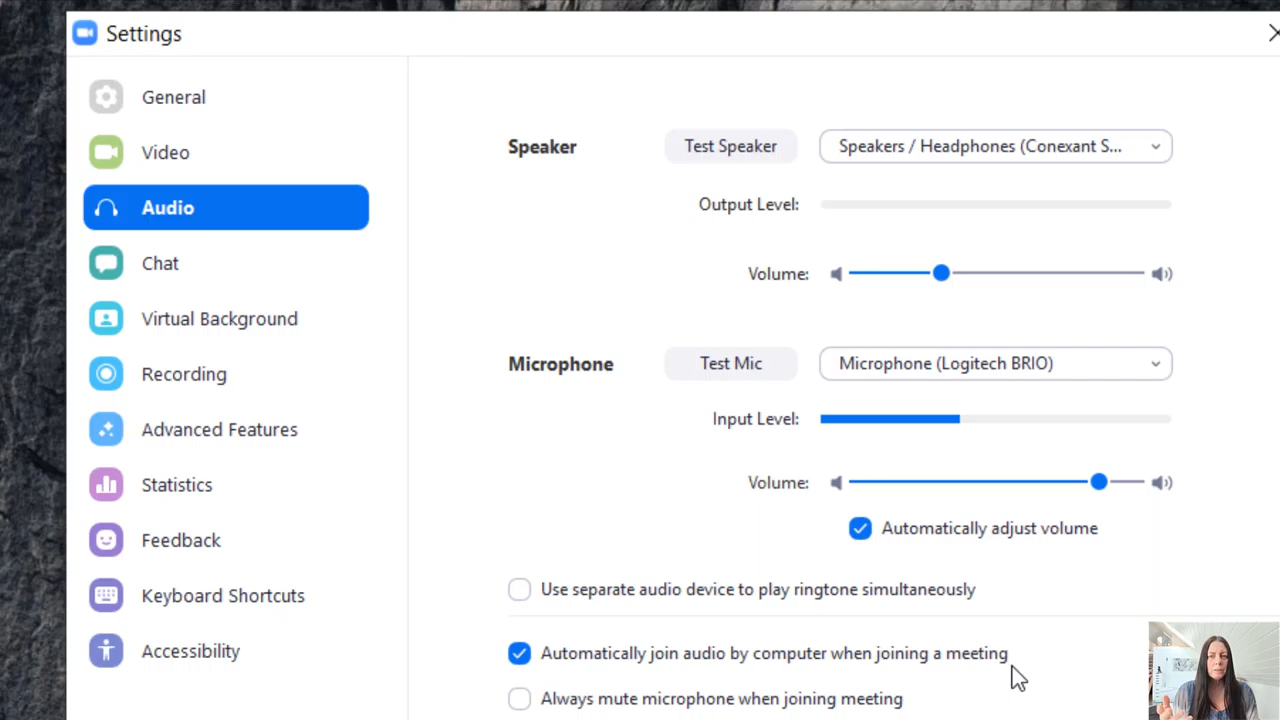 Settings
General
Video
Audio
Chat
Virtual Background
Recording
Advanced Features
Statistics
Feedback
Keyboard Shortcuts
Accessibility
Speaker Test Speaker Speakers / Headphones (Conexant S...
Output Level:
Volume:
Microphone Test Mic Microphone (Logitech BRIO)
Input Level:
Volume:
Automatically adjust volume
Use separate audio device to play ringtone simultaneously
Automatically join audio by computer when joining a meeting
Always mute microphone when joining meeting